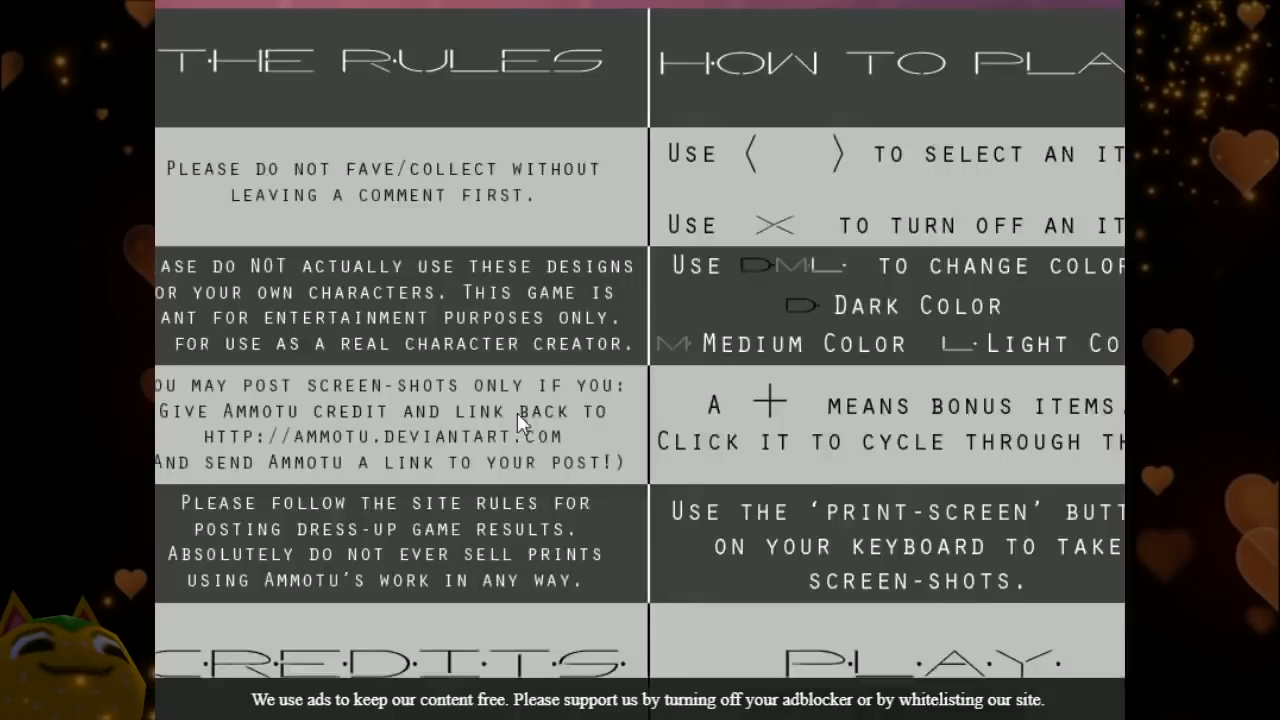 THE RULES
PLEASE DO NOT FAVE/COLLECT WITHOUT
LEAVING A COMMENT FIRST.
ASE DO NOT ACTUALLY USE THESE DESIGNS
OR YOUR OWN CHARACTERS. THIS GAME IS
ANT FOR ENTERTAINMENT PURPOSES ONLY.
FOR USE AS A REAL CHARACTER CREATOR.
OU MAY POST SCREEN-SHOTS ONLY IF YOU:
GIVE AMMOTU CREDIT AND LINK BACK TO
HTTP://AMMOTU.DEVIANTART.COM
AND SEND AMMOTU A LINK TO YOUR POST!)
PLEASE FOLLOW THE SITE RULES FOR
POSTING DRESS-UP GAME RESULTS.
ABSOLUTELY DO NOT EVER SELL PRINTS
USING AMMOTU'S WORK IN ANY WAY.
CREDITS
HOW TO PLA
USE < > TO SELECT AN IT
USE X TO TURN OFF AN IT
USE DML TO CHANGE COLOR
D DARK COLOR
M MEDIUM COLOR L LIGHT CO
A + MEANS BONUS ITEMS.
CLICK IT TO CYCLE THROUGH TH
USE THE 'PRINT-SCREEN' BUTT
ON YOUR KEYBOARD TO TAKE
SCREEN-SHOTS.
PLAY
We use ads to keep our content free. Please support us by turning off your adblocker or by whitelisting our site.